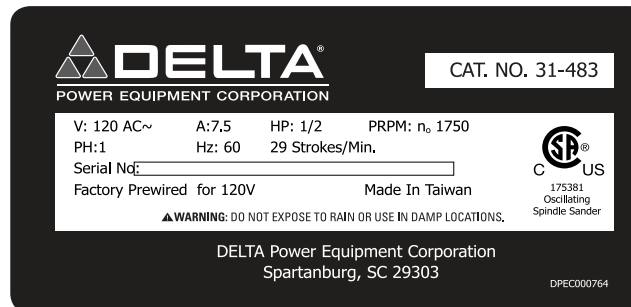 DELTA®
POWER EQUIPMENT CORPORATION
CAT. NO. 31-483
V: 120 AC~ A:7.5 HP: 1/2 PRPM: nₒ 1750
PH:1 Hz: 60 29 Strokes/Min.
Serial No:
Factory Prewired for 120V Made In Taiwan
⚠WARNING: DO NOT EXPOSE TO RAIN OR USE IN DAMP LOCATIONS.
SA®
C US
175381
Oscillating
Spindle Sander
DELTA Power Equipment Corporation
Spartanburg, SC 29303
DPEC000764